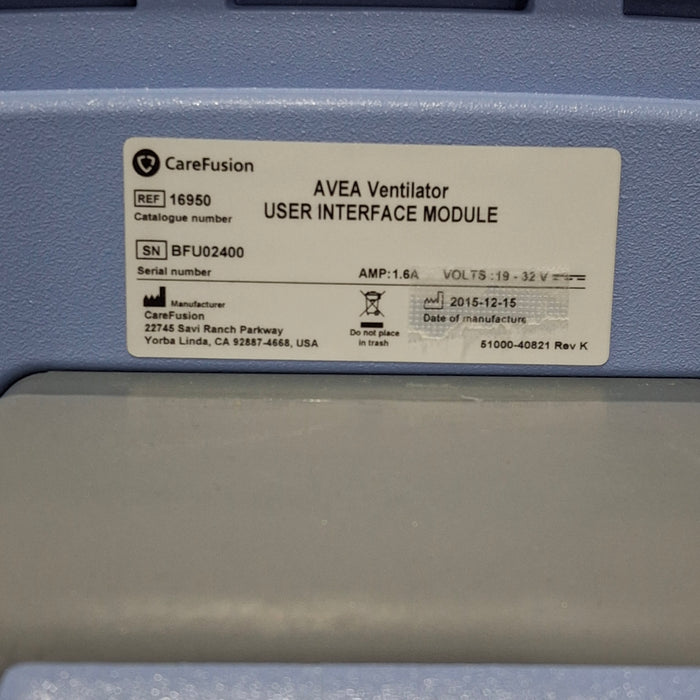 CareFusion
AVEA Ventilator
USER INTERFACE MODULE
REF 16950
Catalogue number
SN BFU02400
Serial number
AMP:1.6A VOLTS :19 - 32 V
Manufacturer
CareFusion
22745 Savi Ranch Parkway
Yorba Linda, CA 92887-4668, USA
Do not place
in trash
2015-12-15
Date of manufacture
51000-40821 Rev K